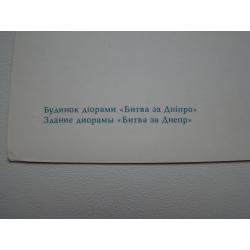 Будинок діорами «Битва за Дніпро»
Здание диорамы «Битва за Днепр»